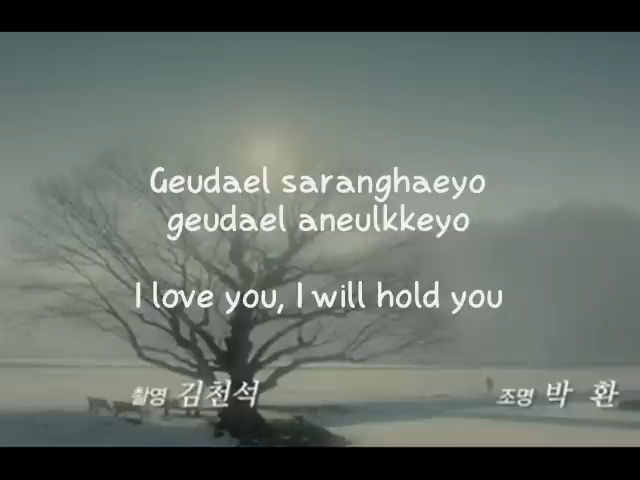 Geudael saranghaeyo
geudael aneulkkeyo
I love you, I will hold you
촬영 김천석
조명 박 환